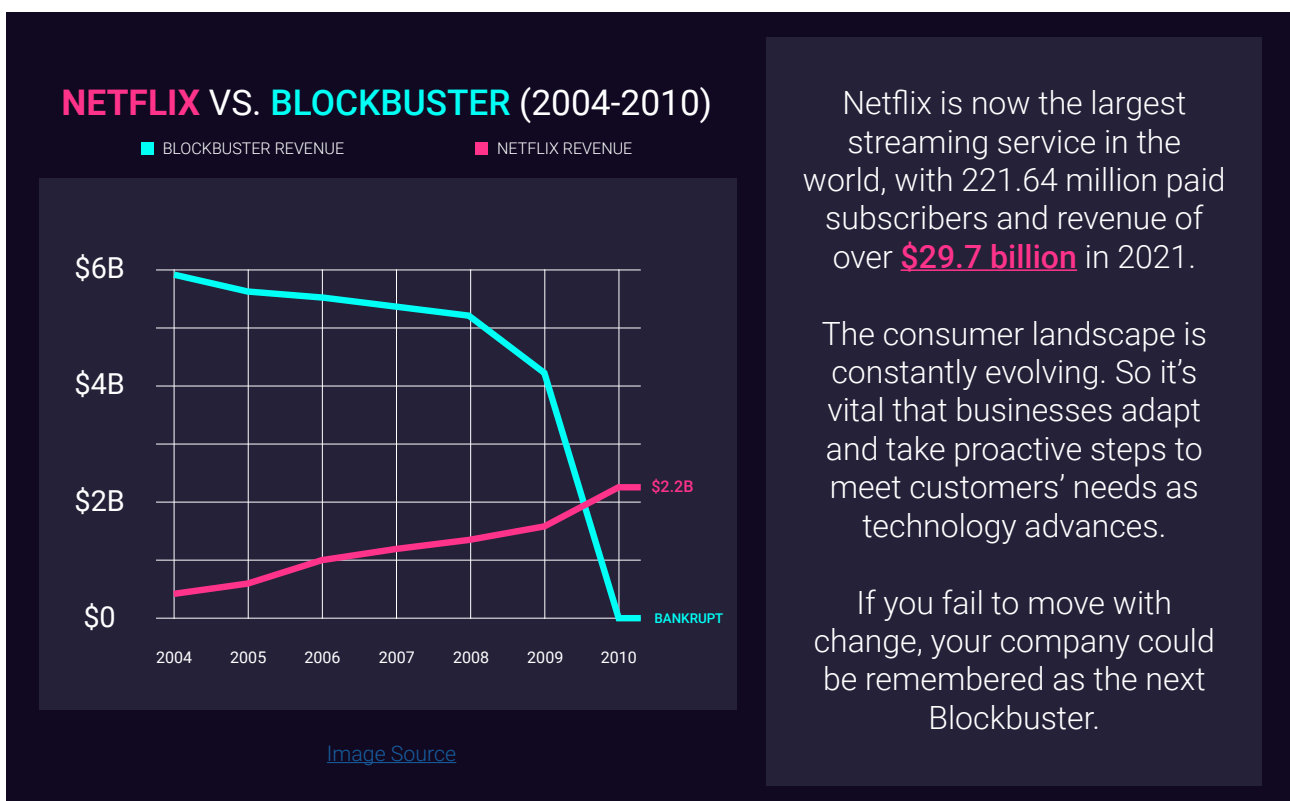 NETFLIX VS. BLOCKBUSTER (2004-2010)
BLOCKBUSTER REVENUE
NETFLIX REVENUE
$6B
$4B
$2B
$0
$2.2B
BANKRUPT
2004 2005 2006 2007 2008 2009 2010
Image Source
Netflix is now the largest
streaming service in the
world, with 221.64 million paid
subscribers and revenue of
over $29.7 billion in 2021.
The consumer landscape is
constantly evolving. So it’s
vital that businesses adapt
and take proactive steps to
meet customers’ needs as
technology advances.
If you fail to move with
change, your company could
be remembered as the next
Blockbuster.